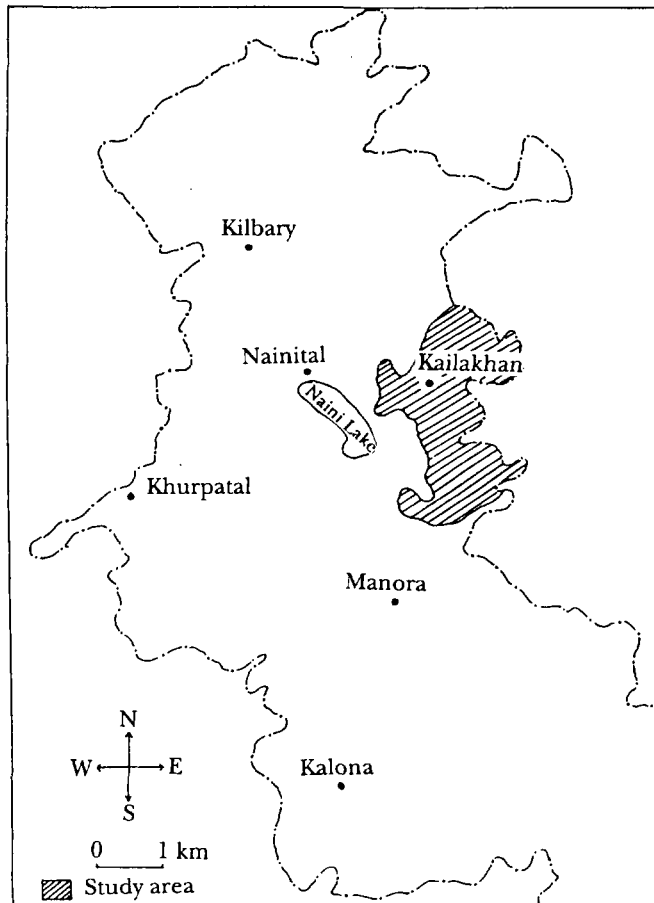 Kilbary
Nainital
Kailakhan
Naini Lake
Khurpatal
Manora
N
W E
S
Kalona
0 1 km
Study area